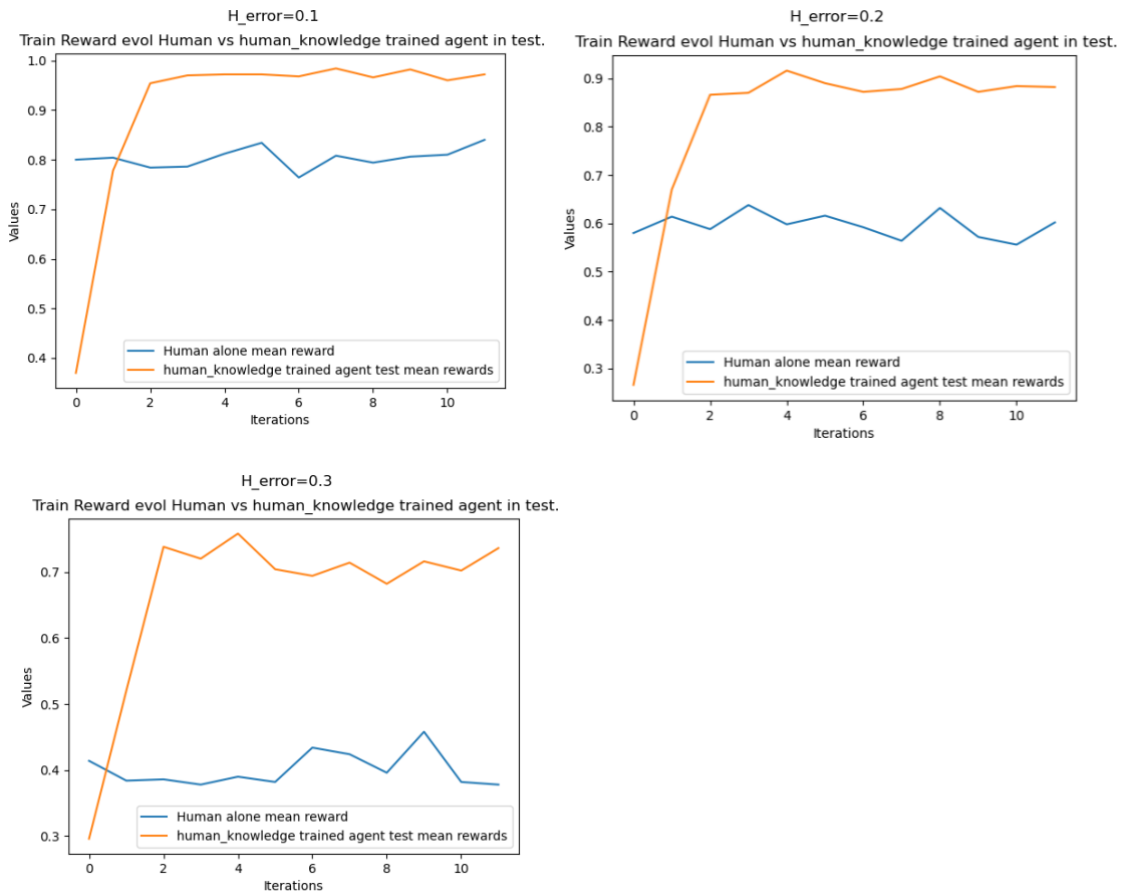 H_error=0.1
Train Reward evol Human vs human_knowledge trained agent in test.
1.0
0.9
0.8
0.7
0.6
0.5
0.4
Values
0 2 4 6 8 10
Iterations
Human alone mean reward
human_knowledge trained agent test mean rewards
H_error=0.2
Train Reward evol Human vs human_knowledge trained agent in test.
0.9
0.8
0.7
0.6
0.5
0.4
0.3
Values
0 2 4 6 8 10
Iterations
Human alone mean reward
human_knowledge trained agent test mean rewards
H_error=0.3
Train Reward evol Human vs human_knowledge trained agent in test.
0.7
0.6
0.5
0.4
0.3
Values
0 2 4 6 8 10
Iterations
Human alone mean reward
human_knowledge trained agent test mean rewards